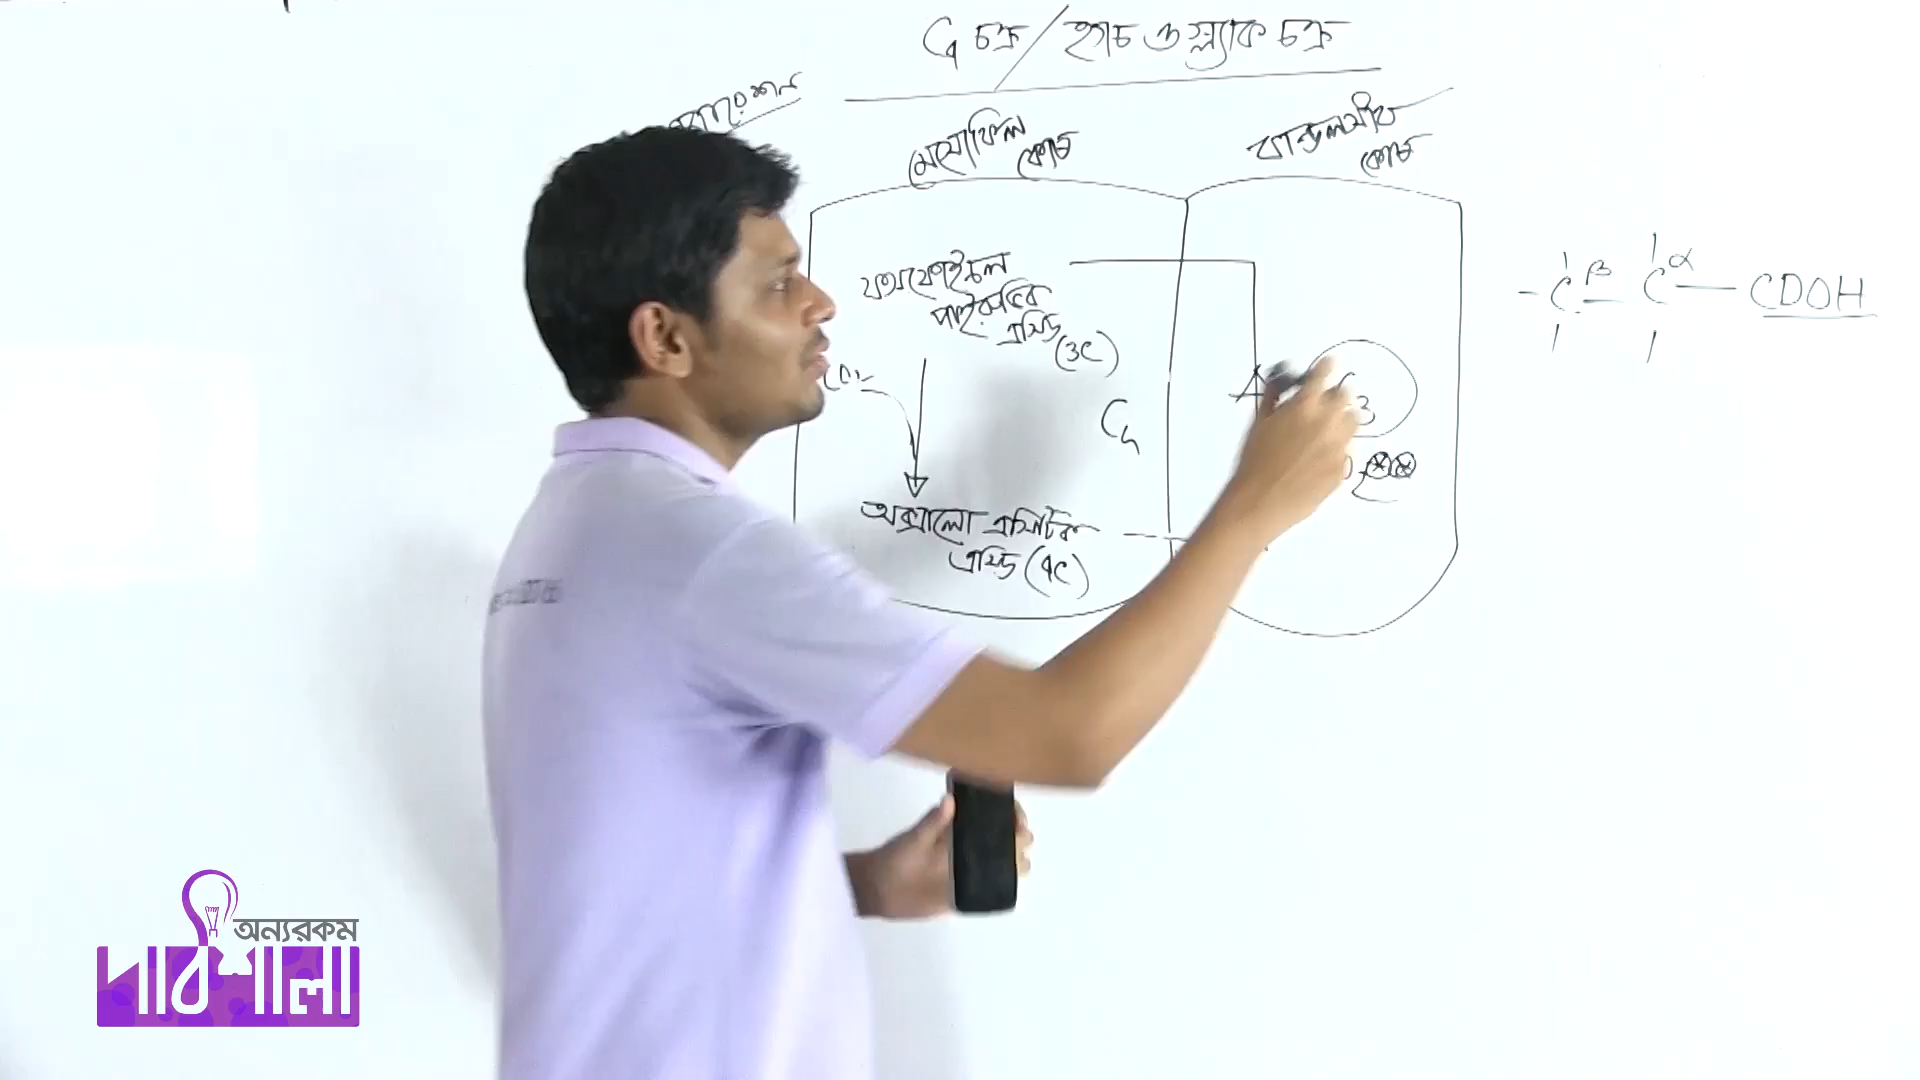 C₄ চক্র / হ্যাচ ও স্ল্যাক চক্র
মেসোফিল
কোষ
বান্ডলসীথ
কোষ
ফসফোইনল
পাইরুভিক
এসিড
(3C)
CO₂
C₄
3
অক্সালো এসিটিক
এসিড (4C)
- C β - C α - COOH
অন্যরকম
পাঠশালা